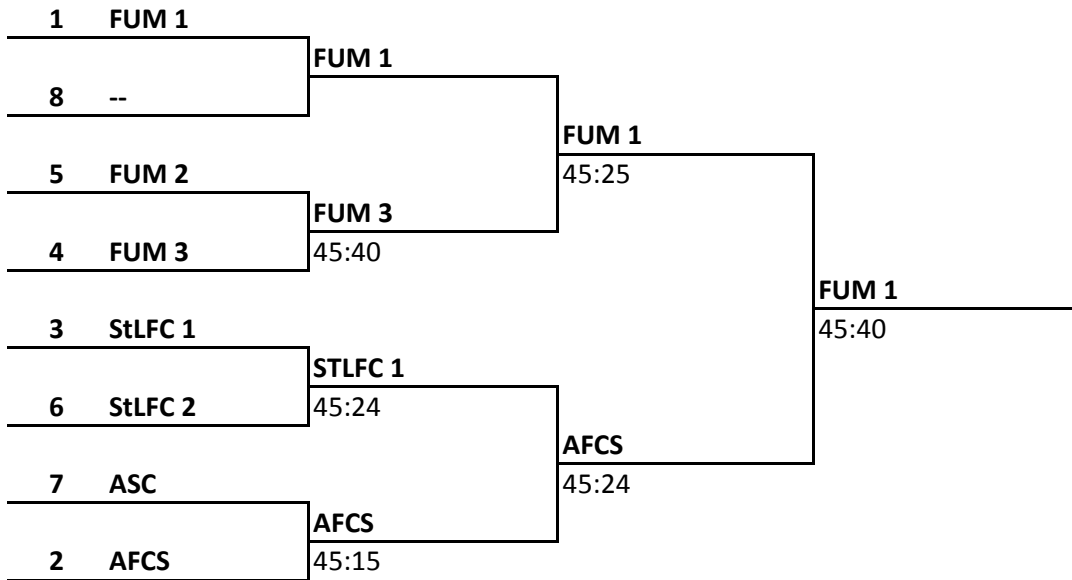 1 FUM 1
FUM 1
8 --
FUM 1
45:25
5 FUM 2
FUM 3
45:40
4 FUM 3
FUM 1
45:40
3 StLFC 1
STLFC 1
45:24
6 StLFC 2
AFCS
45:24
7 ASC
AFCS
45:15
2 AFCS